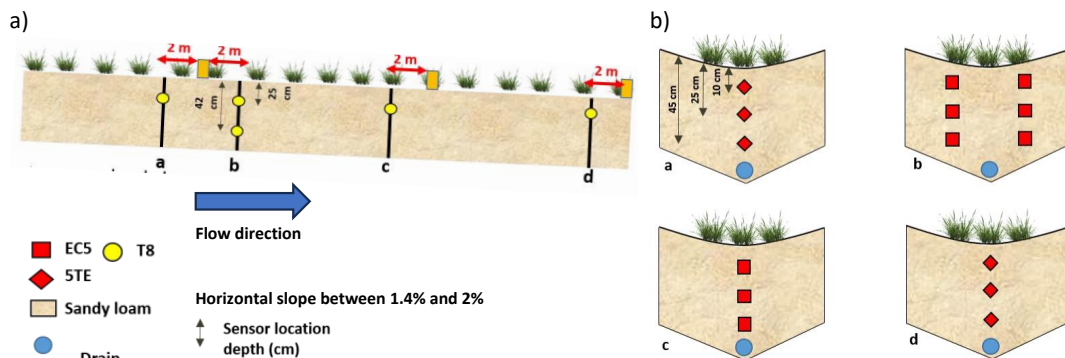 a)
2 m
2 m
2 m
2 m
42
cm
25
cm
a
b
c
d
Flow direction
EC5
T8
5TE
Sandy loam
Drain
Horizontal slope between 1.4% and 2%
Sensor location
depth (cm)
b)
45 cm
25 cm
10 cm
a
b
c
d